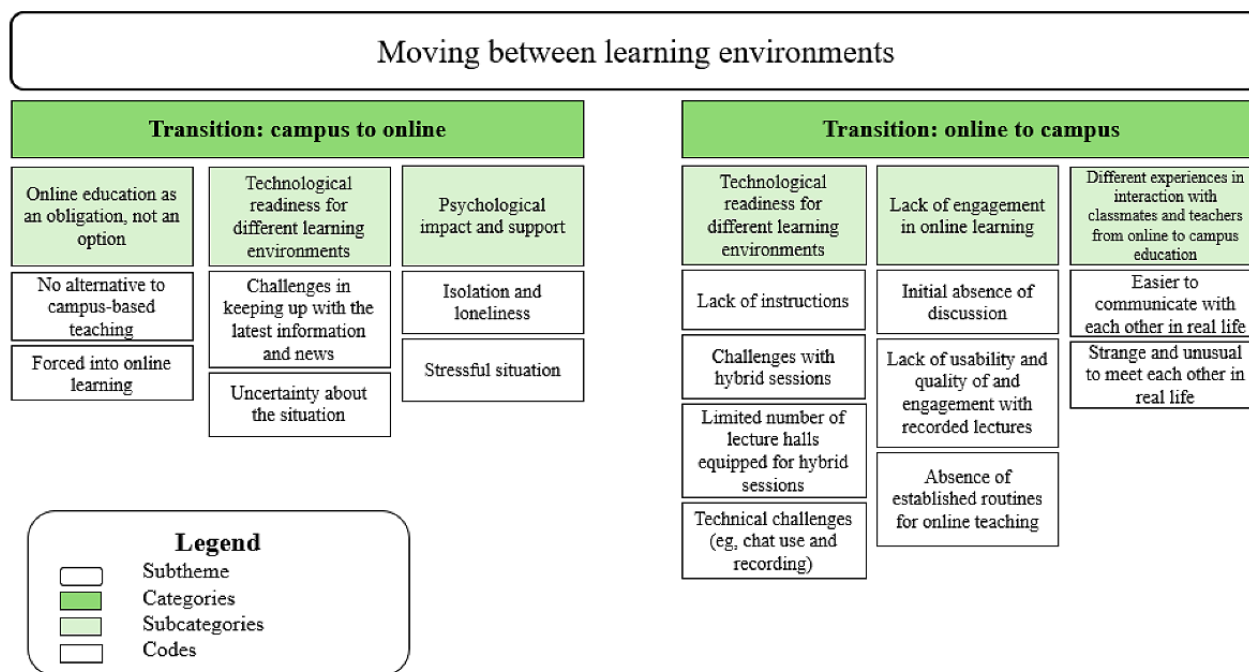 Moving between learning environments
Transition: campus to online
Online education as
an obligation, not an
option
No alternative to
campus-based
teaching
Forced into online
learning
Technological
readiness for
different learning
environments
Challenges in
keeping up with the
latest information
and news
Uncertainty about
the situation
Psychological
impact and support
Isolation and
loneliness
Stressful situation
Transition: online to campus
Technological
readiness for
different learning
environments
Lack of instructions
Challenges with
hybrid sessions
Limited number of
lecture halls
equipped for hybrid
sessions
Technical challenges
(eg, chat use and
recording)
Lack of engagement
in online learning
Initial absence of
discussion
Lack of usability and
quality of and
engagement with
recorded lectures
Absence of
established routines
for online teaching
Different experiences in
interaction with
classmates and teachers
from online to campus
education
Easier to
communicate with
each other in real life
Strange and unusual
to meet each other in
real life
Legend
Subtheme
Categories
Subcategories
Codes